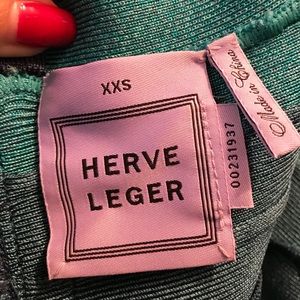 XXS
HERVE
LEGER
00231937
Made in China